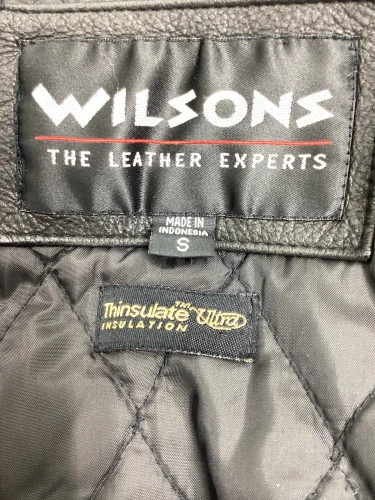 WILSONS
THE LEATHER EXPERTS
MADE IN
INDONESIA
S
Thinsulate™ Ultra
INSULATION